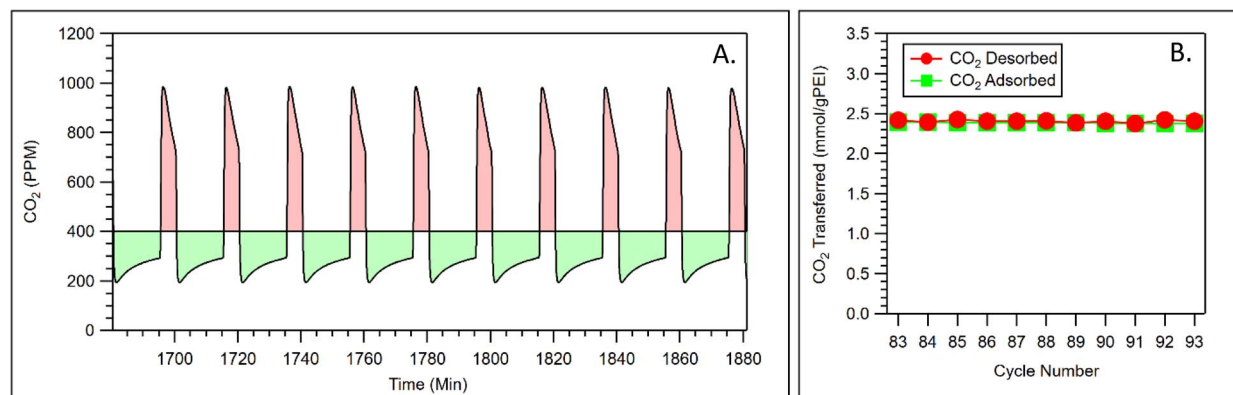 A.
1200
1000
800
600
400
200
0
CO₂ (PPM)
1700 1720 1740 1760 1780 1800 1820 1840 1860 1880
Time (Min)
B.
CO₂ Desorbed
CO₂ Adsorbed
3.5
3.0
2.5
2.0
1.5
1.0
0.5
0.0
CO₂ Transferred (mmol/gPEI)
83 84 85 86 87 88 89 90 91 92 93
Cycle Number